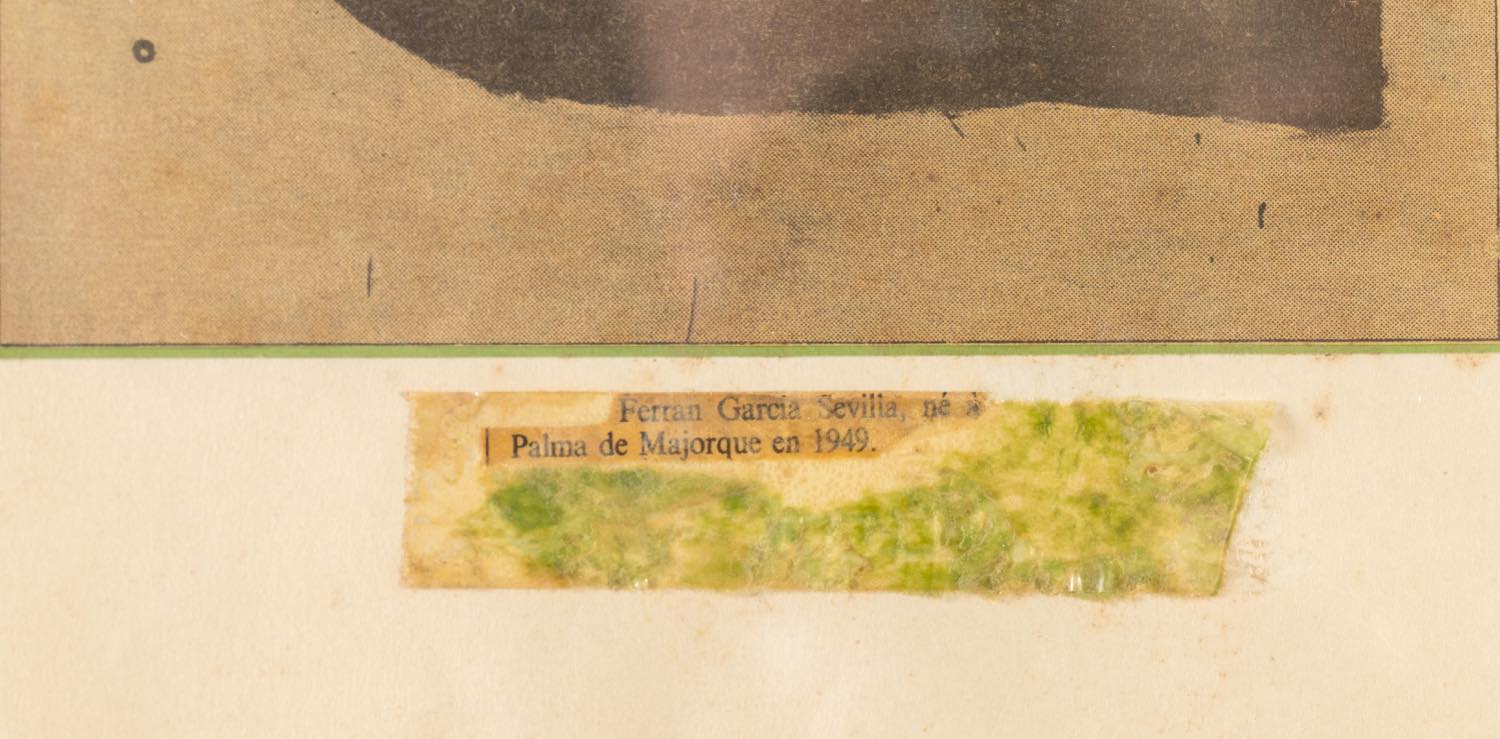 Ferran Garcia Sevilla, né à
Palma de Majorque en 1949.